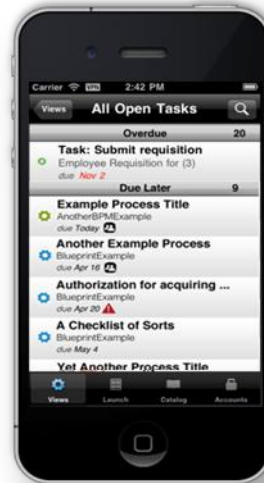 Carrier VPN 2:42 PM
Views All Open Tasks
Overdue 20
Task: Submit requisition
Employee Requisition for (3)
due Nov 2
Due Later 9
Example Process Title
AnotherBPMExample
due Today
Another Example Process
BlueprintExample
due Apr 16
Authorization for acquiring ...
BlueprintExample
due Apr 20
A Checklist of Sorts
BlueprintExample
due May 4
Yet Another Process Title
Views Launch Catalog Accounts